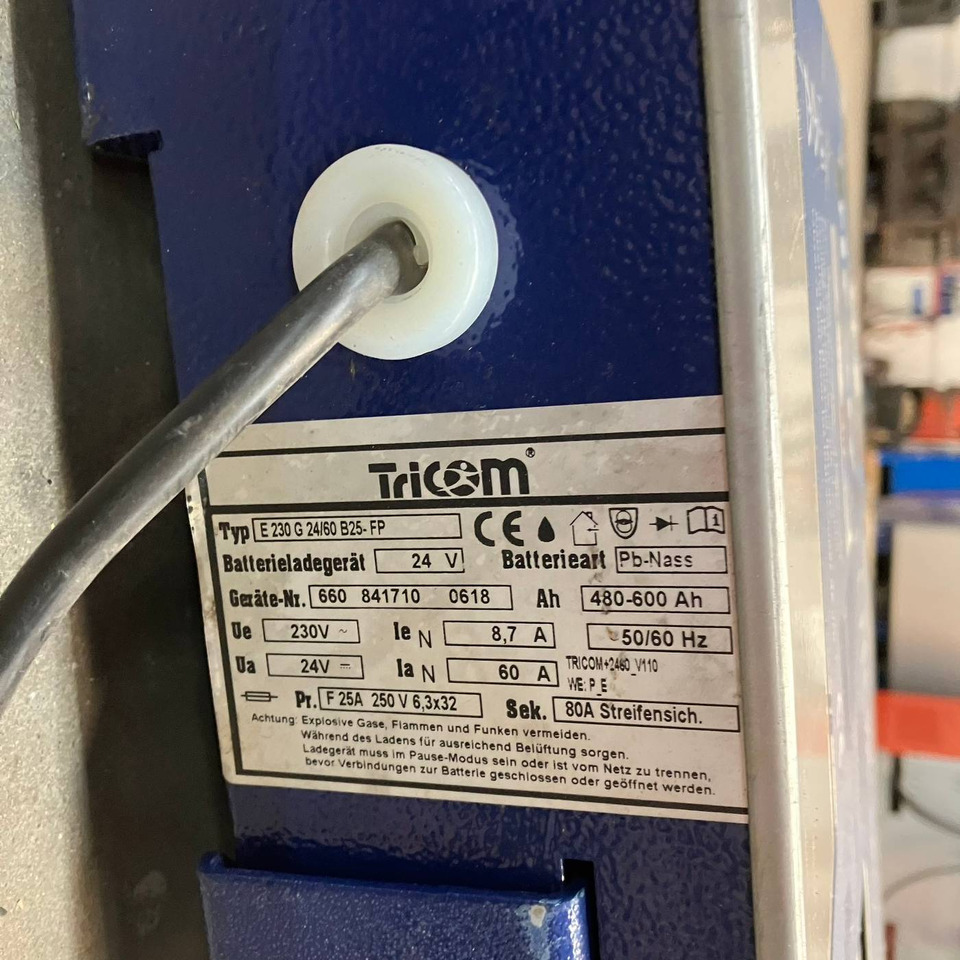 TriCOM®
Typ E 230 G 24/60 B25- FP CE 1
Batterieladegerät 24 V Batterieart Pb-Nass
Geräte-Nr. 660 841710 0618 Ah 480-600 Ah
Ue 230V ~ Ie N 8,7 A 50/60 Hz
Ua 24V ⎓ Ia N 60 A TRICOM+2460_V110
WE: P_E
Pr. F 25A 250 V 6,3x32 Sek. 80A Streifensich.
Achtung: Explosive Gase, Flammen und Funken vermeiden.
Während des Ladens für ausreichend Belüftung sorgen.
Ladegerät muss im Pause-Modus sein oder ist vom Netz zu trennen,
bevor Verbindungen zur Batterie geschlossen oder geöffnet werden.